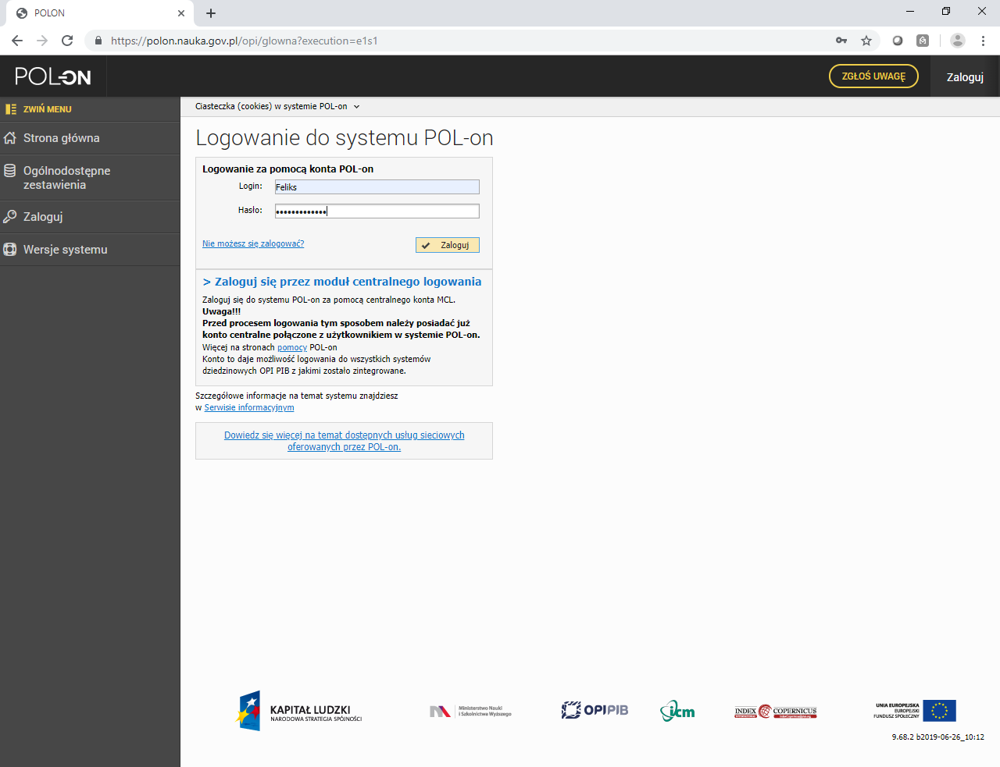 POLON
https://polon.nauka.gov.pl/opi/glowna?execution=e1s1
POL-ON
ZGŁOŚ UWAGĘ
Zaloguj
ZWIŃ MENU
Strona główna
Ogólnodostępne
zestawienia
Zaloguj
Wersje systemu
Ciasteczka (cookies) w systemie POL-on
Logowanie do systemu POL-on
Logowanie za pomocą konta POL-on
Login:
Feliks
Hasło:
•••••••••••••
Nie możesz się zalogować?
Zaloguj
> Zaloguj się przez moduł centralnego logowania
Zaloguj się do systemu POL-on za pomocą centralnego konta MCL.
Uwaga!!!
Przed procesem logowania tym sposobem należy posiadać już
konto centralne połączone z użytkownikiem w systemie POL-on.
Więcej na stronach pomocy POL-on
Konto to daje możliwość logowania do wszystkich systemów
dziedzinowych OPI PIB z jakimi zostało zintegrowane.
Szczegółowe informacje na temat systemu znajdziesz
w Serwisie informacyjnym
Dowiedz się więcej na temat dostępnych usług sieciowych
oferowanych przez POL-on.
KAPITAŁ LUDZKI
NARODOWA STRATEGIA SPÓJNOŚCI
Ministerstwo Nauki
i Szkolnictwa Wyższego
OPI PIB
icm
INDEX COPERNICUS
UNIA EUROPEJSKA
EUROPEJSKI
FUNDUSZ SPOŁECZNY
9.68.2 b2019-06-26_10:12